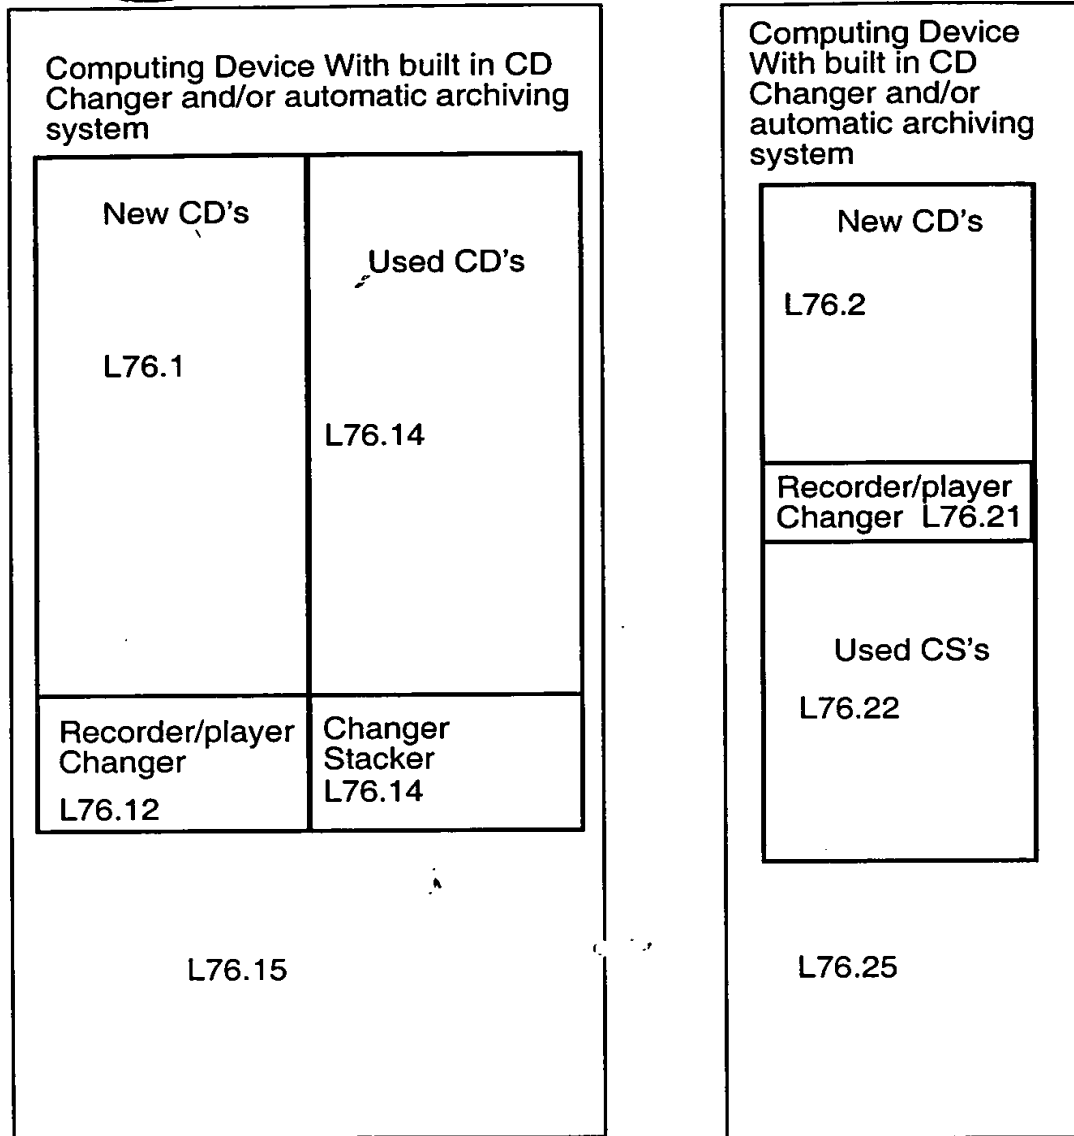 Computing Device With built in CD
Changer and/or automatic archiving
system
New CD's
Used CD's
L76.1
L76.14
Recorder/player
Changer
L76.12
Changer
Stacker
L76.14
L76.15
Computing Device
With built in CD
Changer and/or
automatic archiving
system
New CD's
L76.2
Recorder/player
Changer L76.21
Used CS's
L76.22
L76.25